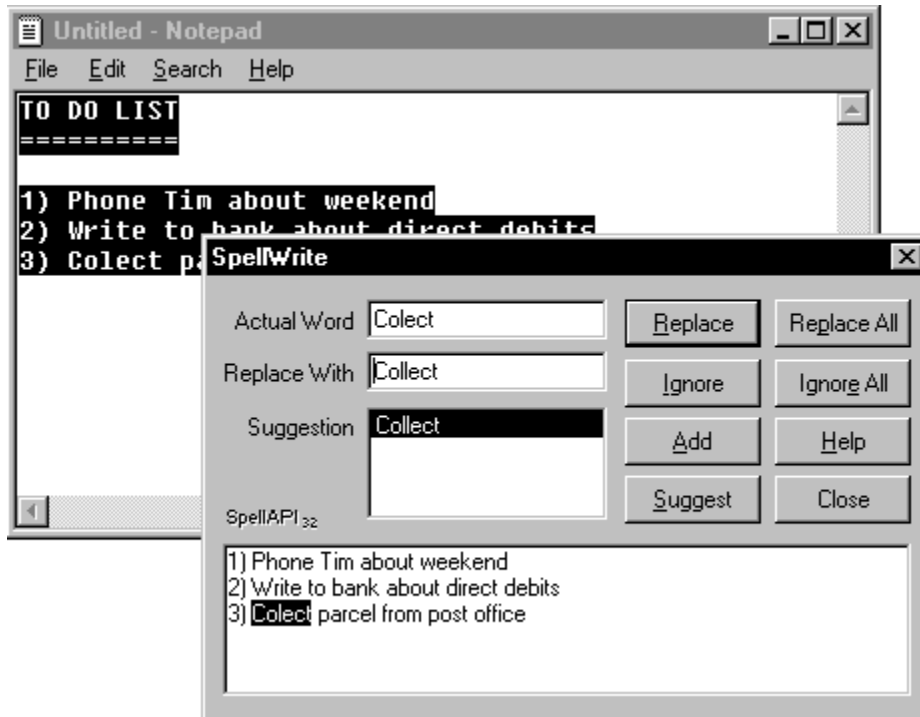 Untitled - Notepad
File Edit Search Help
TO DO LIST
==========
1) Phone Tim about weekend
2) Write to bank about direct debits
3) Colect
SpellWrite
Actual Word Colect Replace Replace All
Replace With Collect Ignore Ignore All
Suggestion Collect Add Help
Suggest Close
SpellAPI 32
1) Phone Tim about weekend
2) Write to bank about direct debits
3) Colect parcel from post office